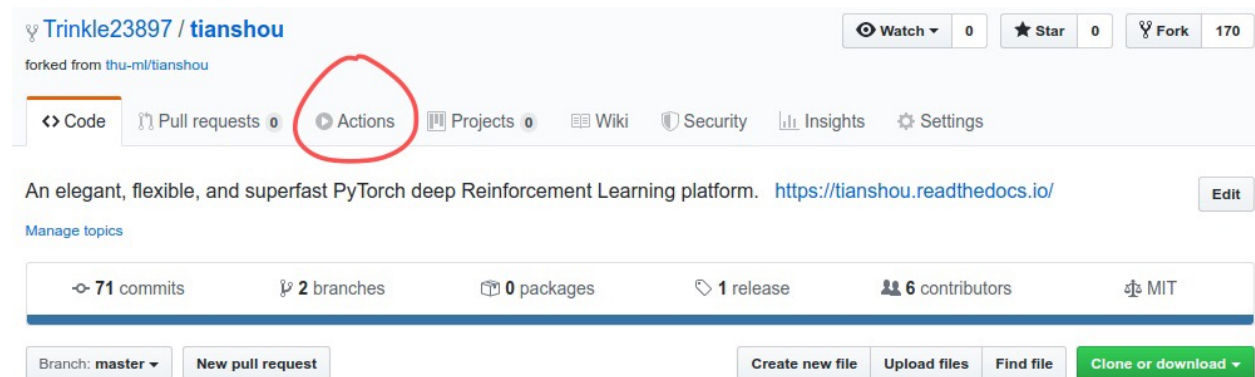 Trinkle23897 / tianshou Watch 0 Star 0 Fork 170
forked from thu-ml/tianshou
<> Code Pull requests 0 Actions Projects 0 Wiki Security Insights Settings
An elegant, flexible, and superfast PyTorch deep Reinforcement Learning platform. https://tianshou.readthedocs.io/ Edit
Manage topics
71 commits 2 branches 0 packages 1 release 6 contributors MIT
Branch: master New pull request Create new file Upload files Find file Clone or download